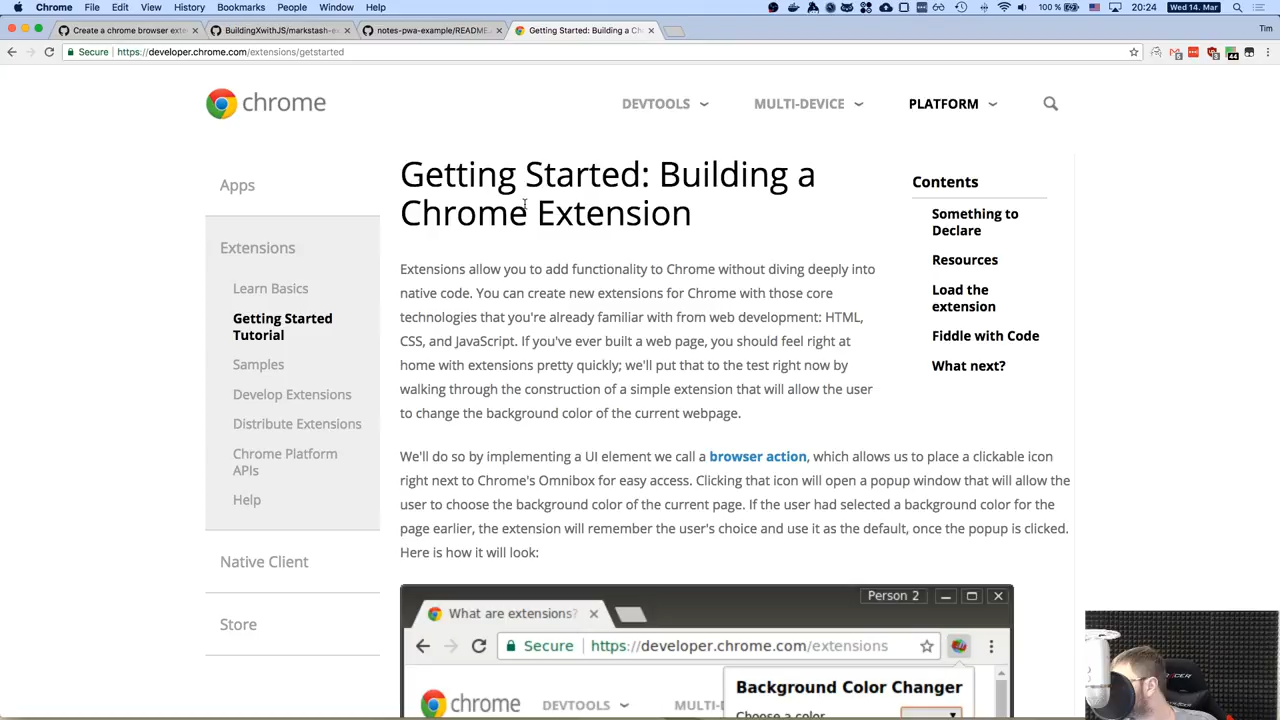 Chrome File Edit View History Bookmarks People Window Help 100 % 20:24 Wed 14. Mar
Create a chrome browser exten BuildingXwithJS/markstash-ex notes-pwa-example/README. Getting Started: Building a Ch Tim
Secure https://developer.chrome.com/extensions/getstarted
chrome
DEVTOOLS MULTI-DEVICE PLATFORM
Apps
Extensions
Learn Basics
Getting Started
Tutorial
Samples
Develop Extensions
Distribute Extensions
Chrome Platform
APIs
Help
Native Client
Store
Getting Started: Building a
Chrome Extension
Extensions allow you to add functionality to Chrome without diving deeply into
native code. You can create new extensions for Chrome with those core
technologies that you're already familiar with from web development: HTML,
CSS, and JavaScript. If you've ever built a web page, you should feel right at
home with extensions pretty quickly; we'll put that to the test right now by
walking through the construction of a simple extension that will allow the user
to change the background color of the current webpage.
We'll do so by implementing a UI element we call a browser action, which allows us to place a clickable icon
right next to Chrome's Omnibox for easy access. Clicking that icon will open a popup window that will allow the
user to choose the background color of the current page. If the user had selected a background color for the
page earlier, the extension will remember the user's choice and use it as the default, once the popup is clicked.
Here is how it will look:
Contents
Something to
Declare
Resources
Load the
extension
Fiddle with Code
What next?
Person 2
What are extensions?
Secure https://developer.chrome.com/extensions
chrome DEVTOOLS MULTI-
Background Color Changer
Choose a color